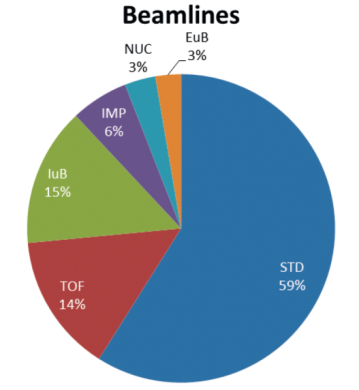 Beamlines
EuB
3%
NUC
3%
IMP
6%
IuB
15%
TOF
14%
STD
59%